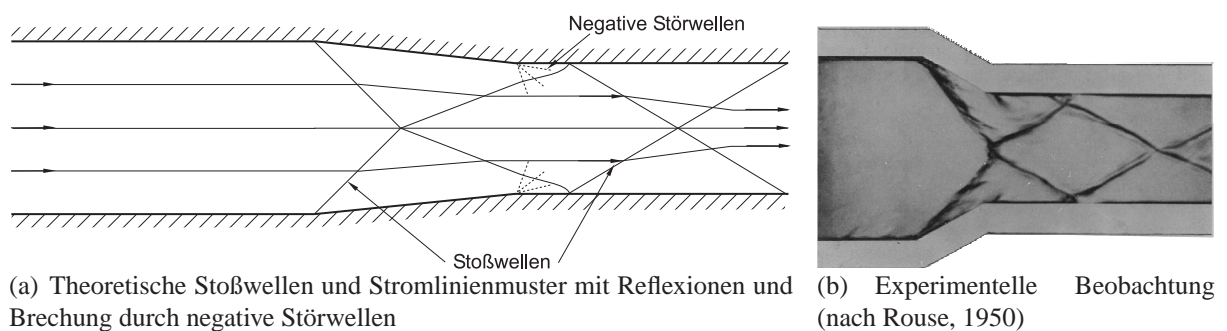 Negative Störwellen
Stoßwellen
(a) Theoretische Stoßwellen und Stromlinienmuster mit Reflexionen und
Brechung durch negative Störwellen
(b) Experimentelle Beobachtung
(nach Rouse, 1950)